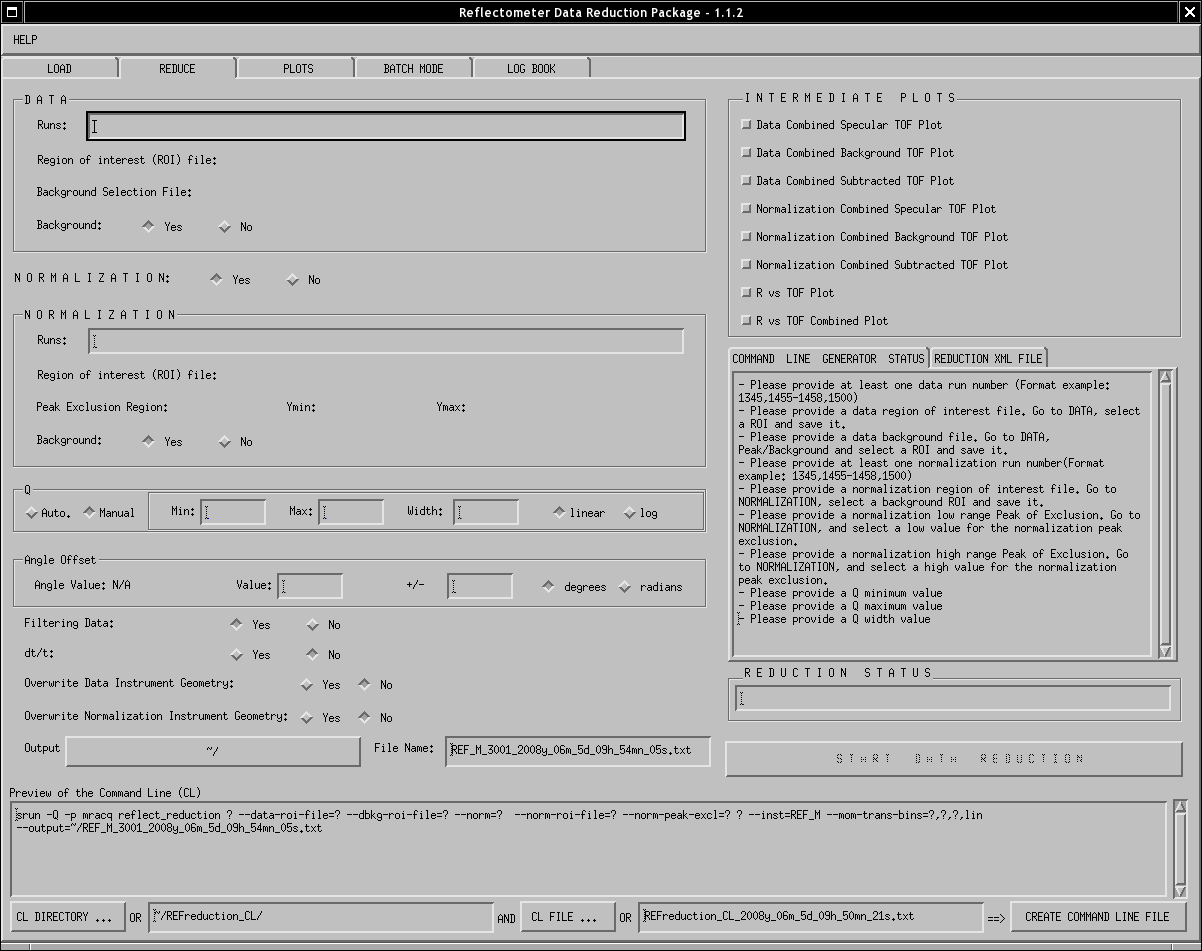 Reflectometer Data Reduction Package - 1.1.2
HELP
LOAD REDUCE PLOTS BATCH MODE LOG BOOK
DATA
Runs:
Region of interest (ROI) file:
Background Selection File:
Background: Yes No
NORMALIZATION: Yes No
NORMALIZATION
Runs:
Region of interest (ROI) file:
Peak Exclusion Region: Ymin: Ymax:
Background: Yes No
Q
Auto. Manual Min: Max: Width: linear log
Angle Offset
Angle Value: N/A Value: +/- degrees radians
Filtering Data: Yes No
dt/t: Yes No
Overwrite Data Instrument Geometry: Yes No
Overwrite Normalization Instrument Geometry: Yes No
Output ~/ File Name: REF_M_3001_2008y_06m_5d_09h_54mn_05s.txt
INTERMEDIATE PLOTS
Data Combined Specular TOF Plot
Data Combined Background TOF Plot
Data Combined Subtracted TOF Plot
Normalization Combined Specular TOF Plot
Normalization Combined Background TOF Plot
Normalization Combined Subtracted TOF Plot
R vs TOF Plot
R vs TOF Combined Plot
COMMAND LINE GENERATOR STATUS REDUCTION XML FILE
- Please provide at least one data run number (Format example:
1345,1455-1458,1500)
- Please provide a data region of interest file. Go to DATA, select
a ROI and save it.
- Please provide a data background file. Go to DATA,
Peak/Background and select a ROI and save it.
- Please provide at least one normalization run number(Format
example: 1345,1455-1458,1500)
- Please provide a normalization region of interest file. Go to
NORMALIZATION, select a background ROI and save it.
- Please provide a normalization low range Peak of Exclusion. Go to
NORMALIZATION, and select a low value for the normalization peak
exclusion.
- Please provide a normalization high range Peak of Exclusion. Go
to NORMALIZATION, and select a high value for the normalization
peak exclusion.
- Please provide a Q minimum value
- Please provide a Q maximum value
- Please provide a Q width value
REDUCTION STATUS
START DATA REDUCTION
Preview of the Command Line (CL)
srun -Q -p mracq reflect_reduction ? --data-roi-file=? --dbkg-roi-file=? --norm=?  --norm-roi-file=? --norm-peak-excl=? ? --inst=REF_M --mom-trans-bins=?,?,?,lin
--output=~/REF_M_3001_2008y_06m_5d_09h_54mn_05s.txt
CL DIRECTORY ... OR ~/REFreduction_CL/ AND CL FILE ... OR REFreduction_CL_2008y_06m_5d_09h_50mn_21s.txt ==> CREATE COMMAND LINE FILE